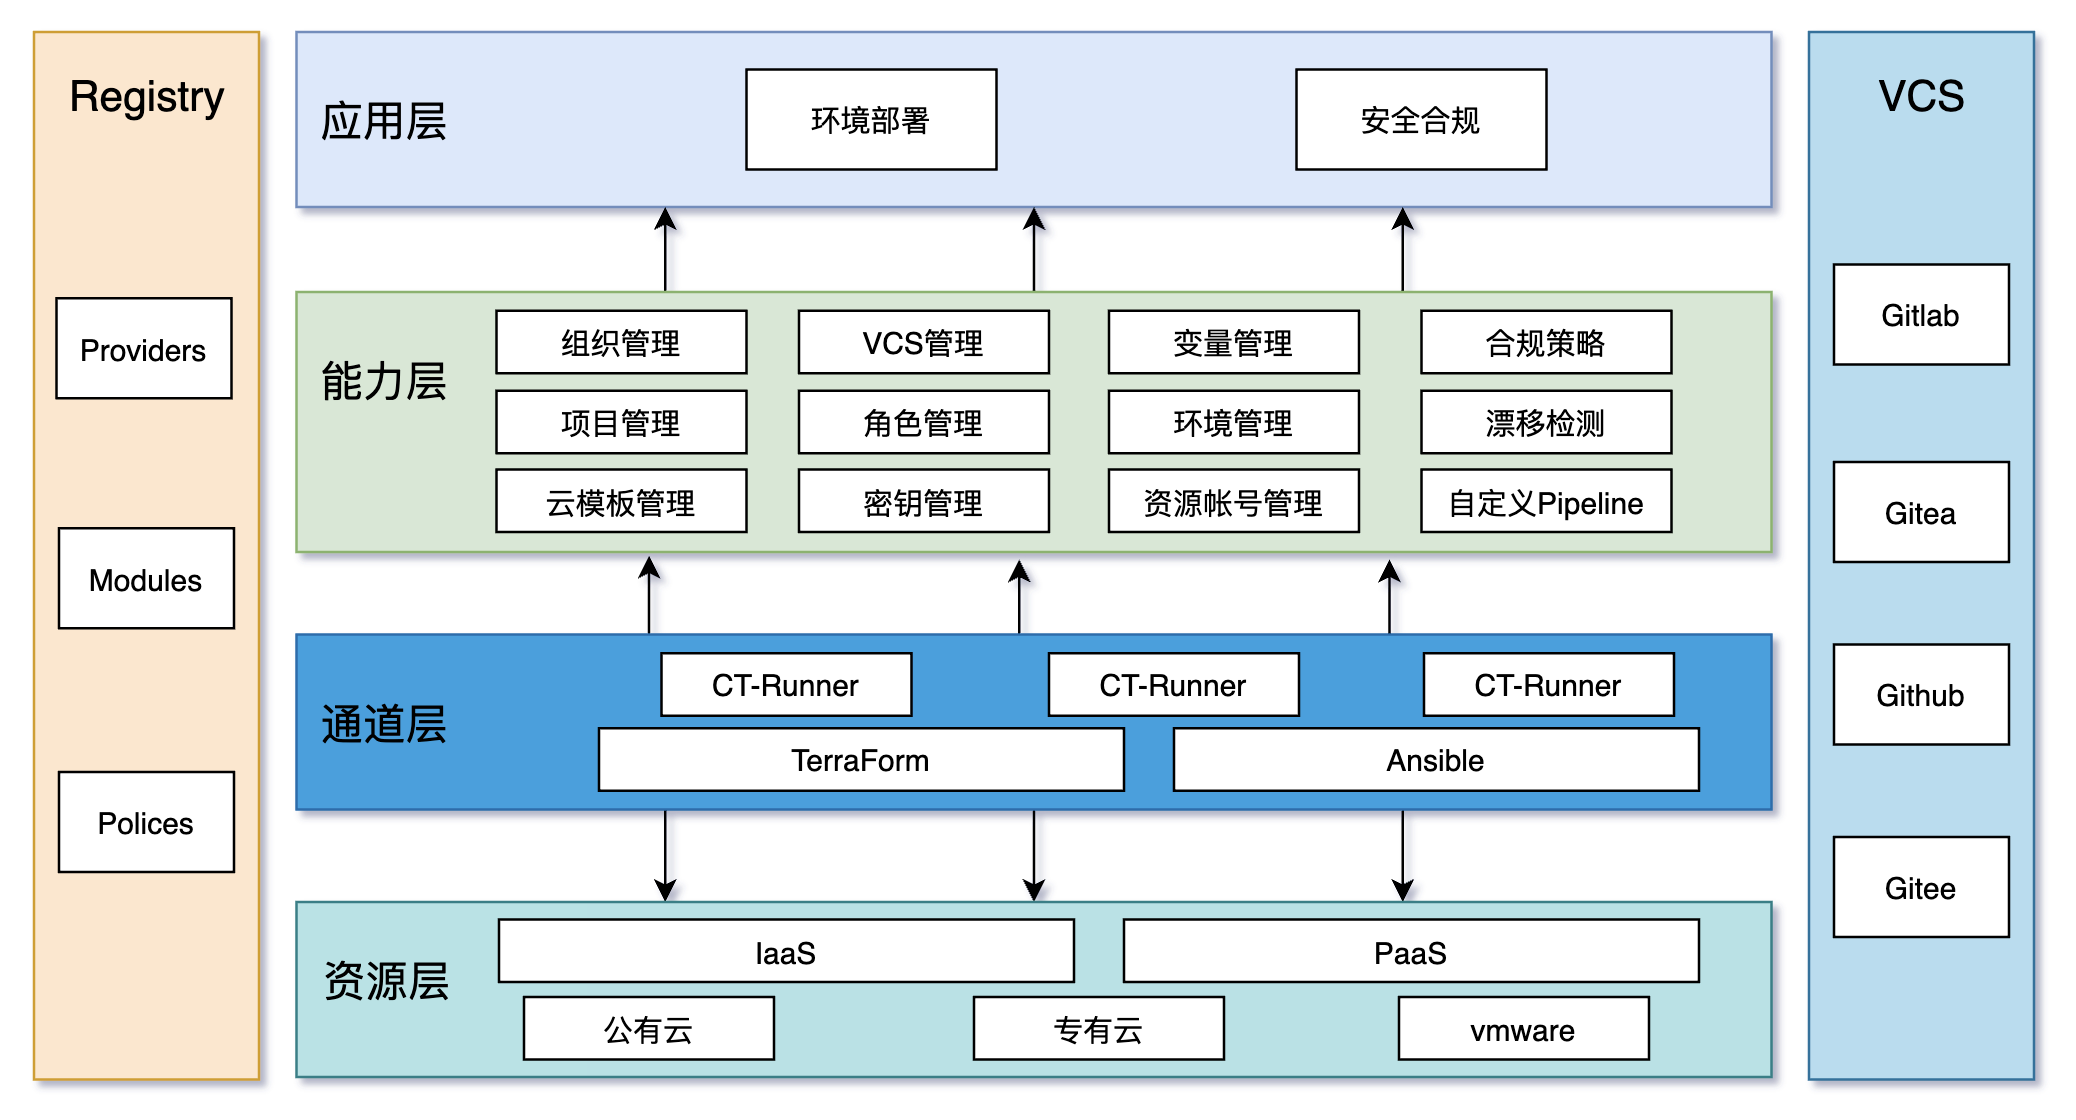 Registry
Providers
Modules
Polices
应用层
环境部署
安全合规
能力层
组织管理
VCS管理
变量管理
合规策略
项目管理
角色管理
环境管理
漂移检测
云模板管理
密钥管理
资源帐号管理
自定义Pipeline
通道层
CT-Runner
CT-Runner
CT-Runner
TerraForm
Ansible
资源层
IaaS
PaaS
公有云
专有云
vmware
VCS
Gitlab
Gitea
Github
Gitee